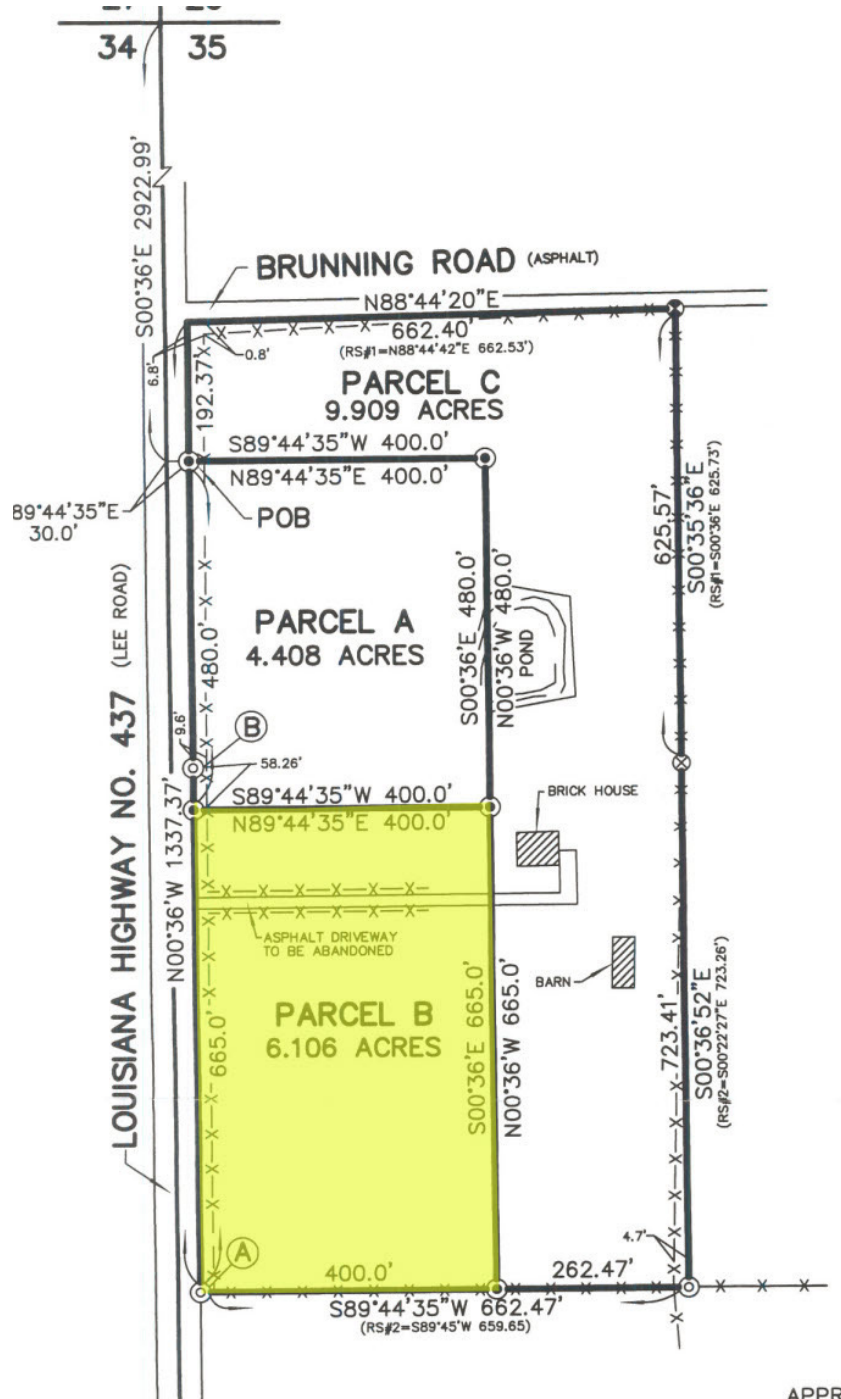 34 35
S00°36'E 2922.99'
BRUNNING ROAD (ASPHALT)
N88°44'20"E
662.40'
(RS#1=N88°44'42"E 662.53')
0.8'
6.8'
192.37'
PARCEL C
9.909 ACRES
S89°44'35"W 400.0'
N89°44'35"E 400.0'
89°44'35"E
30.0'
POB
625.57'
S00°35'36"E
(RS#1=S00°36'E 625.73')
PARCEL A
4.408 ACRES
480.0'
S00°36'E 480.0'
N00°36'W 480.0'
POND
LOUISIANA HIGHWAY NO. 437 (LEE ROAD)
9.6'
B
58.26'
S89°44'35"W 400.0'
N89°44'35"E 400.0'
BRICK HOUSE
N00°36'W 1337.37'
ASPHALT DRIVEWAY
TO BE ABANDONED
BARN
PARCEL B
6.106 ACRES
665.0'
S00°36'E 665.0'
N00°36'W 665.0'
723.41'
S00°36'52"E
(RS#2=S00°22'27"E 723.26')
A
4.7'
400.0'
262.47'
S89°44'35"W 662.47'
(RS#2=S89°45'W 659.65)
APPR